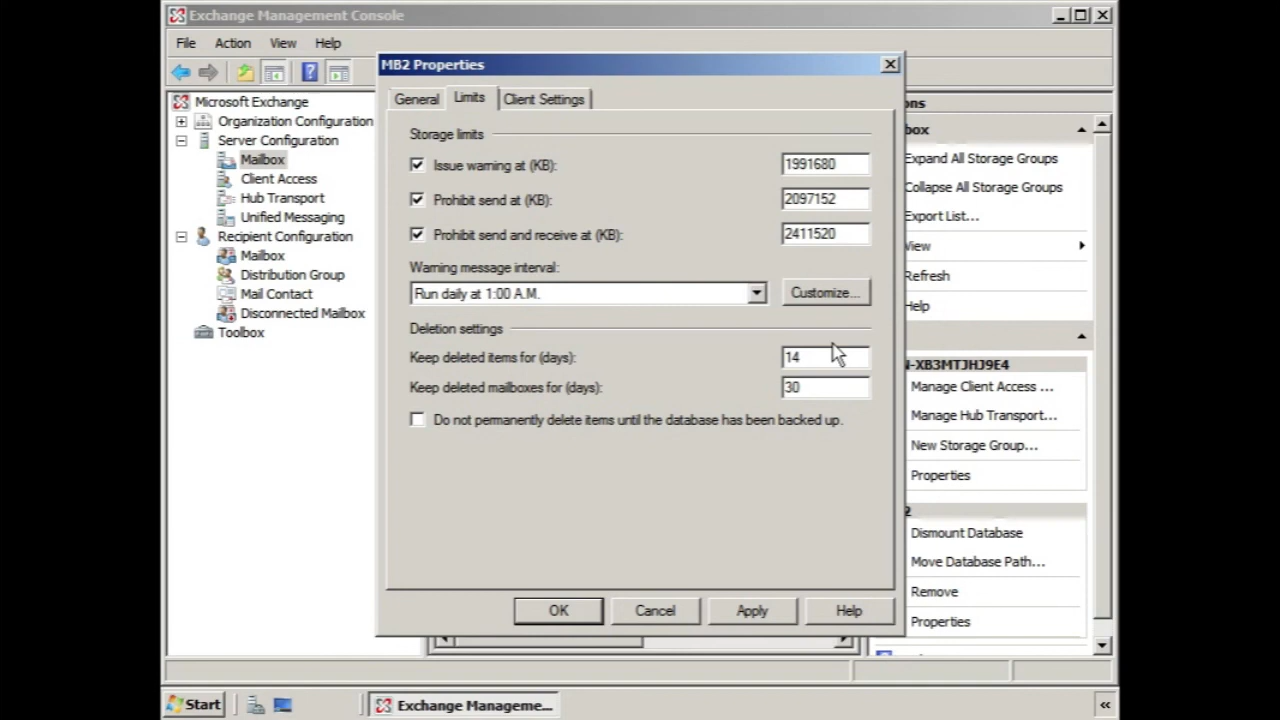 Exchange Management Console
File Action View Help
MB2 Properties
Microsoft Exchange
Organization Configuration
Server Configuration
Mailbox
Client Access
Hub Transport
Unified Messaging
Recipient Configuration
Mailbox
Distribution Group
Mail Contact
Disconnected Mailbox
Toolbox
General Limits Client Settings
Storage limits
Issue warning at (KB): 1991680
Prohibit send at (KB): 2097152
Prohibit send and receive at (KB): 2411520
Warning message interval:
Run daily at 1:00 A.M. Customize...
Deletion settings
Keep deleted items for (days): 14
Keep deleted mailboxes for (days): 30
Do not permanently delete items until the database has been backed up.
OK Cancel Apply Help
ons
box
Expand All Storage Groups
Collapse All Storage Groups
Export List...
View
Refresh
Help
N-XB3MTJHJ9E4
Manage Client Access ...
Manage Hub Transport...
New Storage Group...
Properties
2
Dismount Database
Move Database Path...
Remove
Properties
Start Exchange Manageme... «